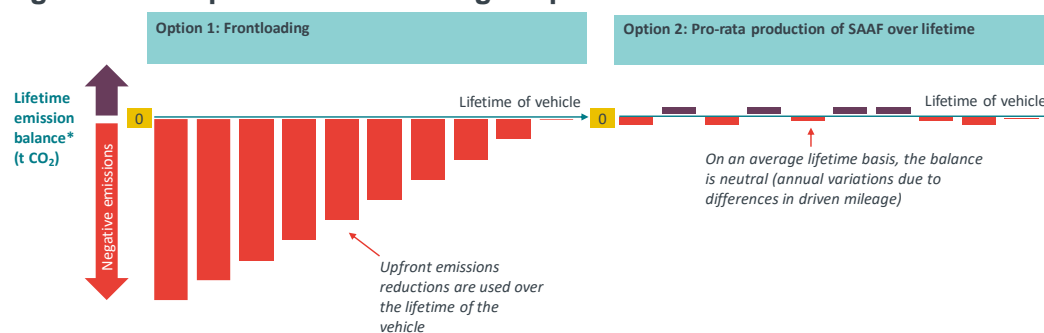 Option 1: Frontloading
Option 2: Pro-rata production of SAAF over lifetime
Lifetime
emission
balance*
(t CO₂)
0
Lifetime of vehicle
0
Lifetime of vehicle
Negative emissions
On an average lifetime basis, the balance
is neutral (annual variations due to
differences in driven mileage)
Upfront emissions
reductions are used over
the lifetime of the
vehicle